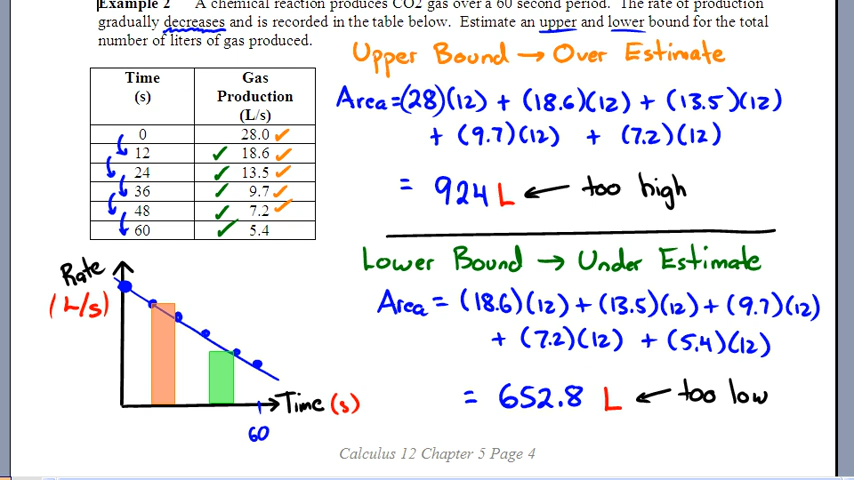 Example 2 A chemical reaction produces CO2 gas over a 60 second period. The rate of production
gradually decreases and is recorded in the table below. Estimate an upper and lower bound for the total
number of liters of gas produced.
Upper Bound → Over Estimate
Time (s) Gas Production (L/s)
0 28.0 ✓
12 ✓ 18.6 ✓
24 ✓ 13.5 ✓
36 ✓ 9.7 ✓
48 ✓ 7.2 ✓
60 ✓ 5.4
Area = (28)(12) + (18.6)(12) + (13.5)(12)
+ (9.7)(12) + (7.2)(12)
= 924 L ← too high
Lower Bound → Under Estimate
Area = (18.6)(12) + (13.5)(12) + (9.7)(12)
+ (7.2)(12) + (5.4)(12)
= 652.8 L ← too low
Rate
(L/s)
Time (s)
60
Calculus 12 Chapter 5 Page 4